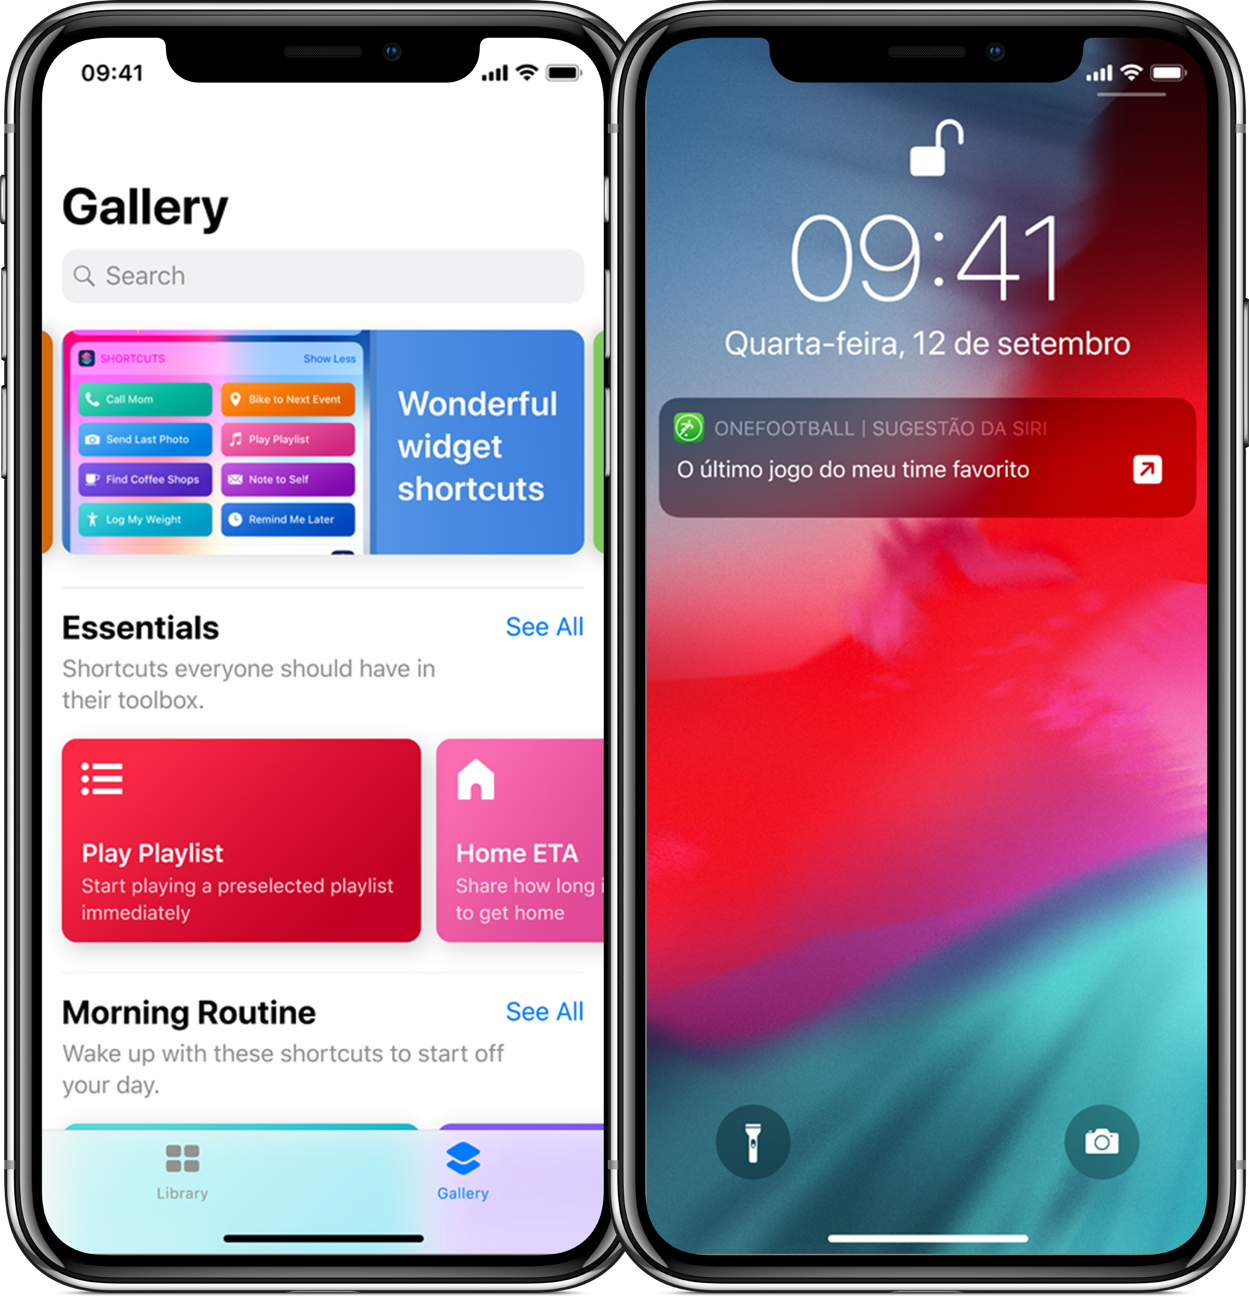 09:41
Gallery
Search
SHORTCUTS
Show Less
Call Mom
Bike to Next Event
Send Last Photo
Play Playlist
Find Coffee Shops
Note to Self
Log My Weight
Remind Me Later
Wonderful
widget
shortcuts
Essentials
See All
Shortcuts everyone should have in
their toolbox.
Play Playlist
Start playing a preselected playlist
immediately
Home ETA
Share how long i
to get home
Morning Routine
See All
Wake up with these shortcuts to start off
your day.
Library
Gallery
09:41
Quarta-feira, 12 de setembro
ONEFOOTBALL | SUGESTÃO DA SIRI
O último jogo do meu time favorito